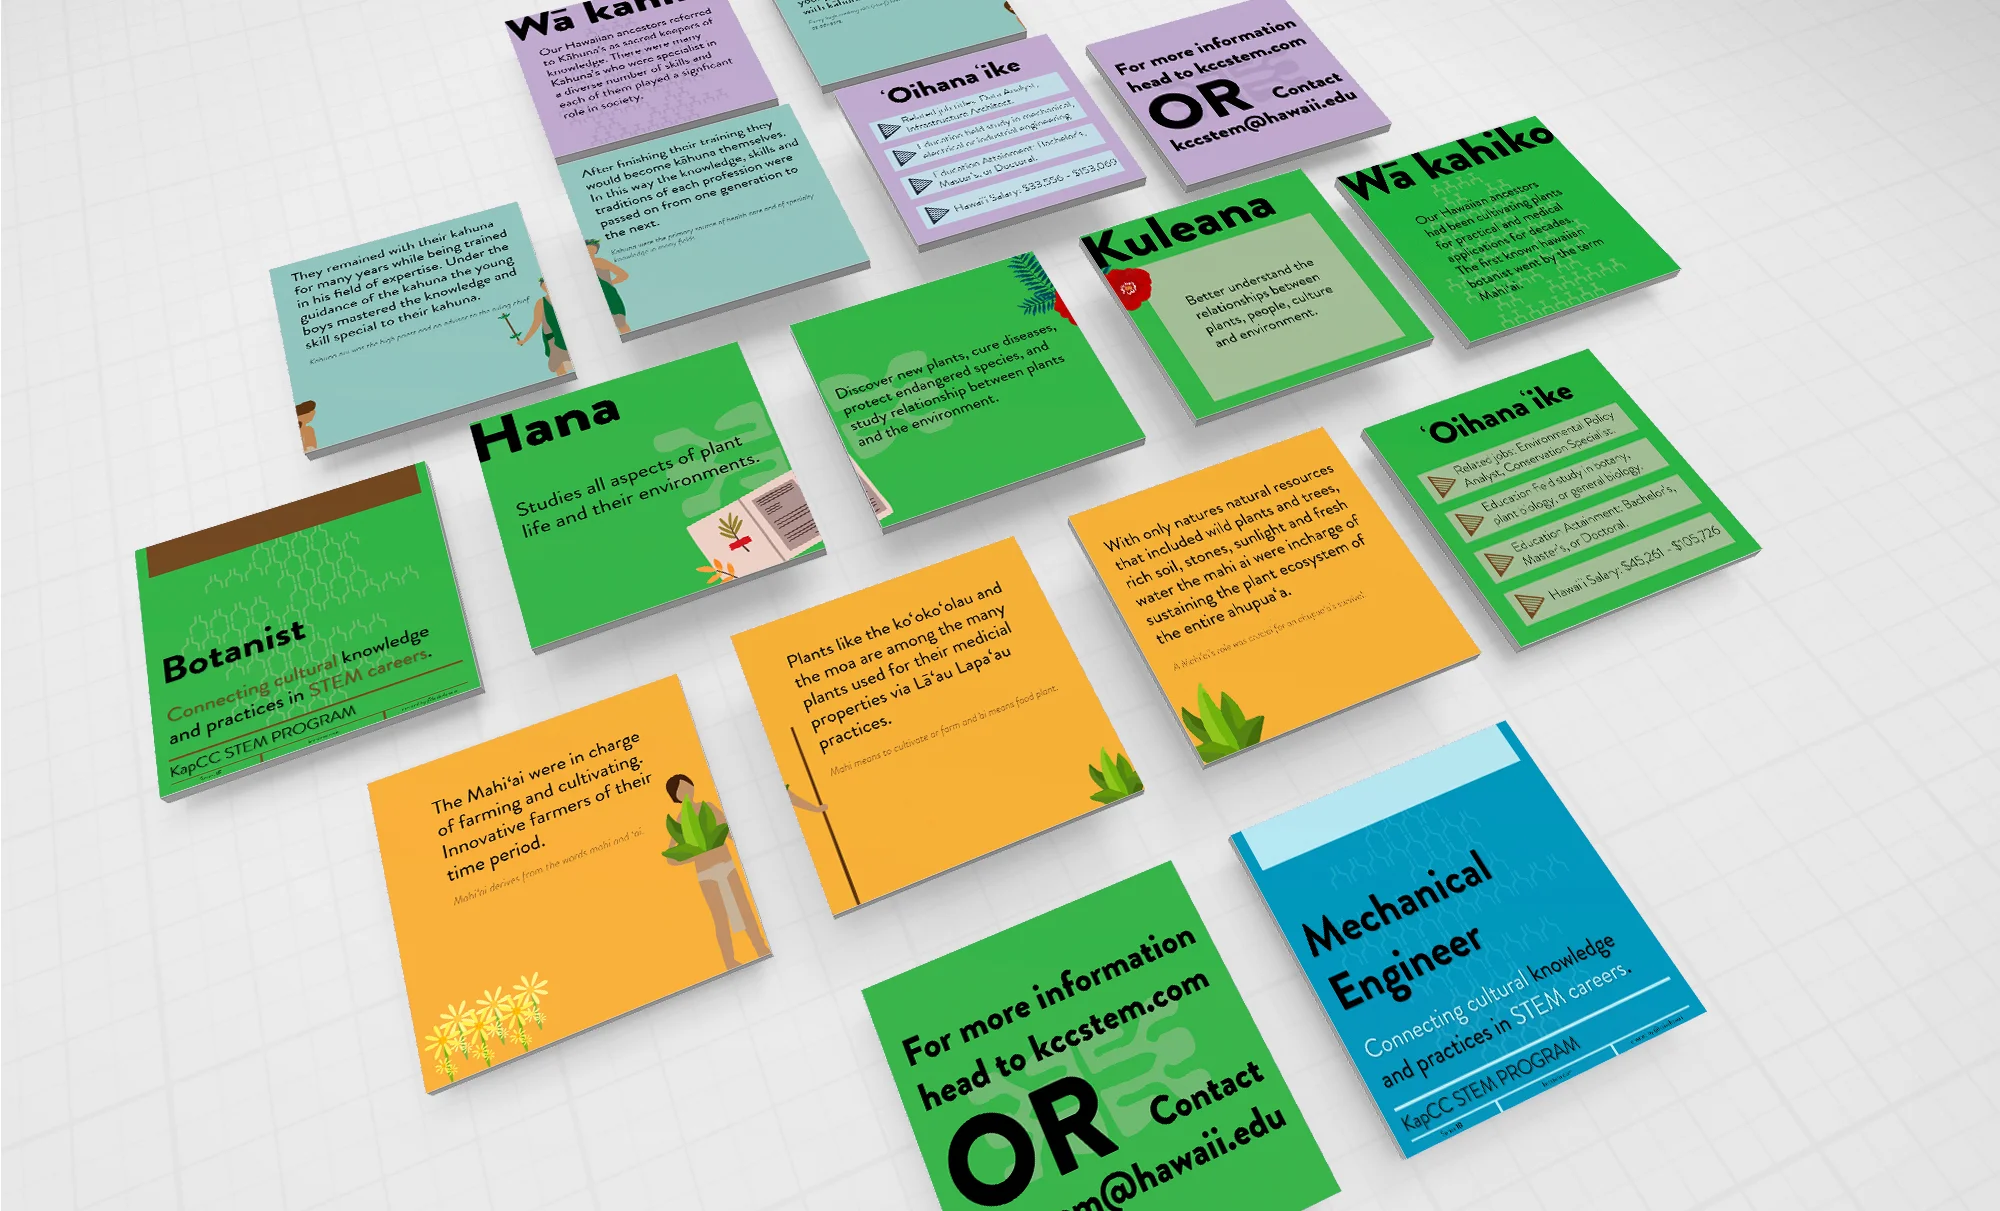 Wā
Our Hawaiian ancestors referred
to Kāhuna's as sacred keepers of
knowledge. There were many
Kahuna's who were specialist in
a diverse number of skills and
each of them played a signficant
role in society.
'Oihana 'ike
Related job roles: Data Analyst,
Infrastructure Architect.
Education field study in mechanical,
electrical or industrial engineering
Education Attainment: Bachelor's,
Master's, or Doctoral.
Hawai'i Salary: $33,556 - $153,069
For more information
head to kccstem.com
OR Contact
kccstem@hawaii.edu
After finishing their training they
would become kāhuna themselves.
In this way the knowledge, skills and
traditions of each profession were
passed on from one generation to
the next.
Kahuna were the primary source of health care and of specialty
knowledge in many fields.
Wā kahiko
Our Hawaiian ancestors
had been cultivating plants
for practical and medical
applications for decades.
The first known hawaiian
botanist went by the term
Mahi'ai.
Kuleana
Better understand the
relationships between
plants, people, culture
and environment.
They remained with their kahuna
for many years while being trained
in his field of expertise. Under the
guidance of the kahuna the young
boys mastered the knowledge and
skill special to their kahuna.
Kahuna nui was the high priest and an advisor to the ruling chief
Discover new plants, cure diseases,
protect endangered species, and
study relationship between plants
and the environment.
Hana
Studies all aspects of plant
life and their environments.
'Oihana 'ike
Related jobs: Environmental Policy
Analyst, Conservation Specialist.
Education field study in botany,
plant biology, or general biology.
Education Actainment: Bachelor's,
Master's, or Doctoral.
Hawai'i Salary: $45,261 - $105,726
Botanist
Connecting cultural knowledge
and practices in STEM careers.
KapCC STEM PROGRAM
With only natures natural resources
that included wild plants and trees,
rich soil, stones, sunlight and fresh
water the mahi ai were incharge of
sustaining the plant ecosystem of
the entire ahupua'a.
A Mahi'ai's role was crucial for an ahupua'a's survival.
Plants like the ko'oko'olau and
the moa are among the many
plants used for their medicial
properties via Lā'au Lapa'au
practices.
Mahi means to cultivate or farm and 'ai means food plant.
The Mahi'ai were in charge
of farming and cultivating.
Innovative farmers of their
time period.
Mahi'ai derives from the words mahi and 'ai.
For more information
head to kccstem.com
OR Contact
m@hawaii.edu
Mechanical
Engineer
Connecting cultural knowledge
and practices in STEM careers.
KapCC STEM PROGRAM